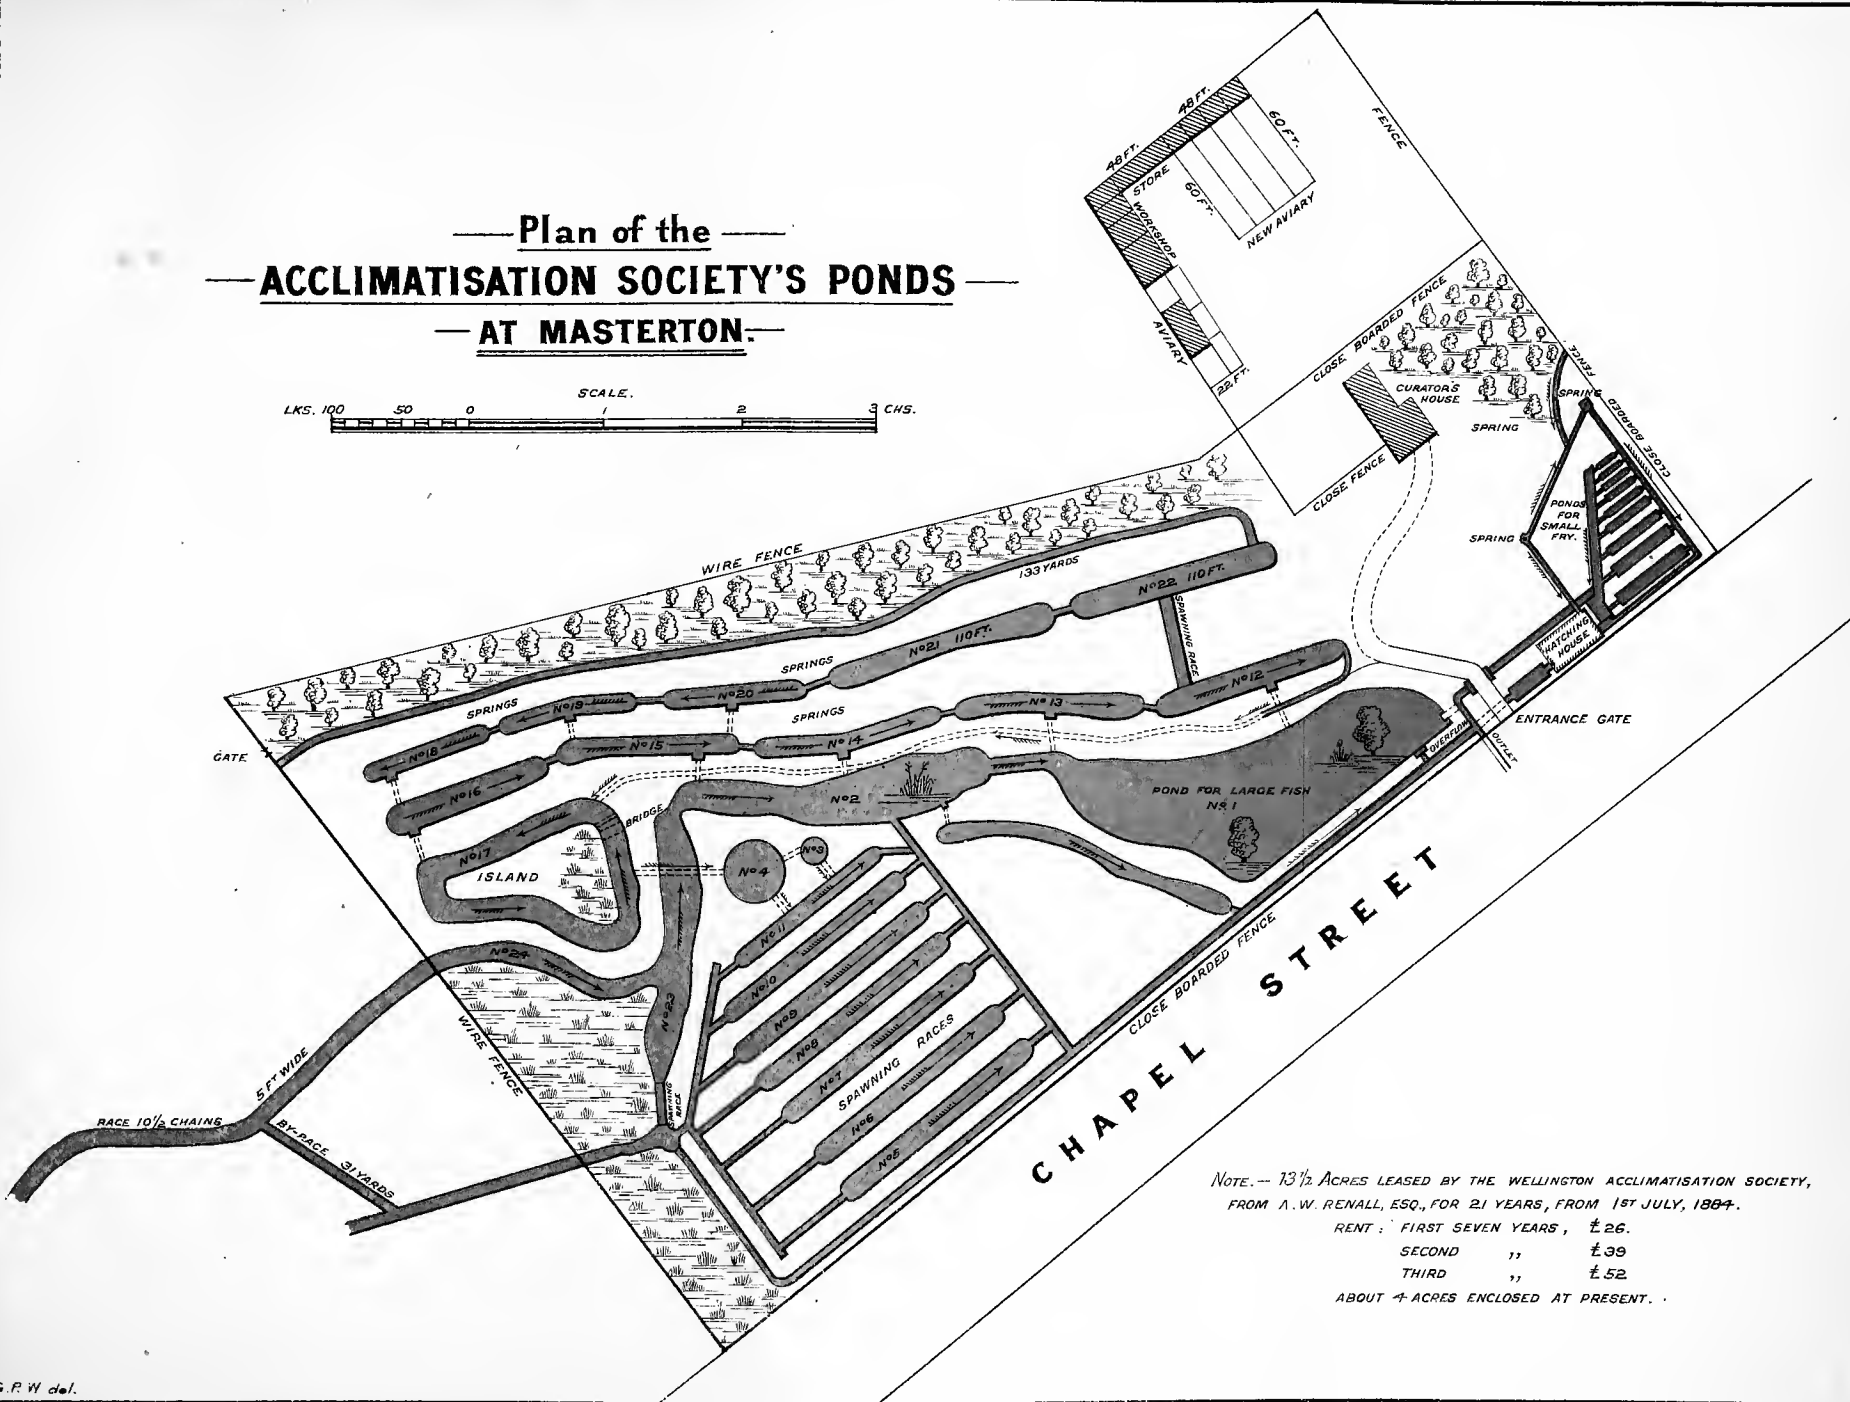 Plan of the
ACCLIMATISATION SOCIETY'S PONDS
AT MASTERTON.
SCALE.
LKS. 100 50 0 1 2 3 CHS.
48 FT.
48 FT.
60 FT.
60 FT.
STORE
WORKSHOP
NEW AVIARY
AVIARY
22 FT.
FENCE
CLOSE BOARDED FENCE
CURATOR'S
HOUSE
SPRING
CLOSE FENCE
FENCE
CLOSE BOARDED
SPRING
SPRING
PONDS
FOR
SMALL
FRY.
HATCHING
HOUSE
ENTRANCE GATE
OUTLET
OVERFLOW
WIRE FENCE
133 YARDS
No 22 110 FT.
No 21 110 FT.
SPAWNING RACE
SPRINGS
No 20
No 19
SPRINGS
No 18
SPRINGS
No 12
No 13
No 14
No 15
No 16
GATE
No 17
ISLAND
BRIDGE
No 2
POND FOR LARGE FISH
No 1
No 3
No 4
No 11
No 10
No 9
No 8
No 7
SPAWNING RACES
No 6
No 5
No 24
No 23
SPAWNING
RACE
WIRE FENCE
5 FT WIDE
RACE 10½ CHAINS
BY-RACE 31 YARDS
CLOSE BOARDED FENCE
CHAPEL STREET
NOTE.— 13½ ACRES LEASED BY THE WELLINGTON ACCLIMATISATION SOCIETY,
FROM A. W. RENALL, ESQ., FOR 21 YEARS, FROM 1ST JULY, 1884.
RENT: FIRST SEVEN YEARS, £26.
SECOND ,, £39
THIRD ,, £52
ABOUT 4 ACRES ENCLOSED AT PRESENT.
G.P.W del.